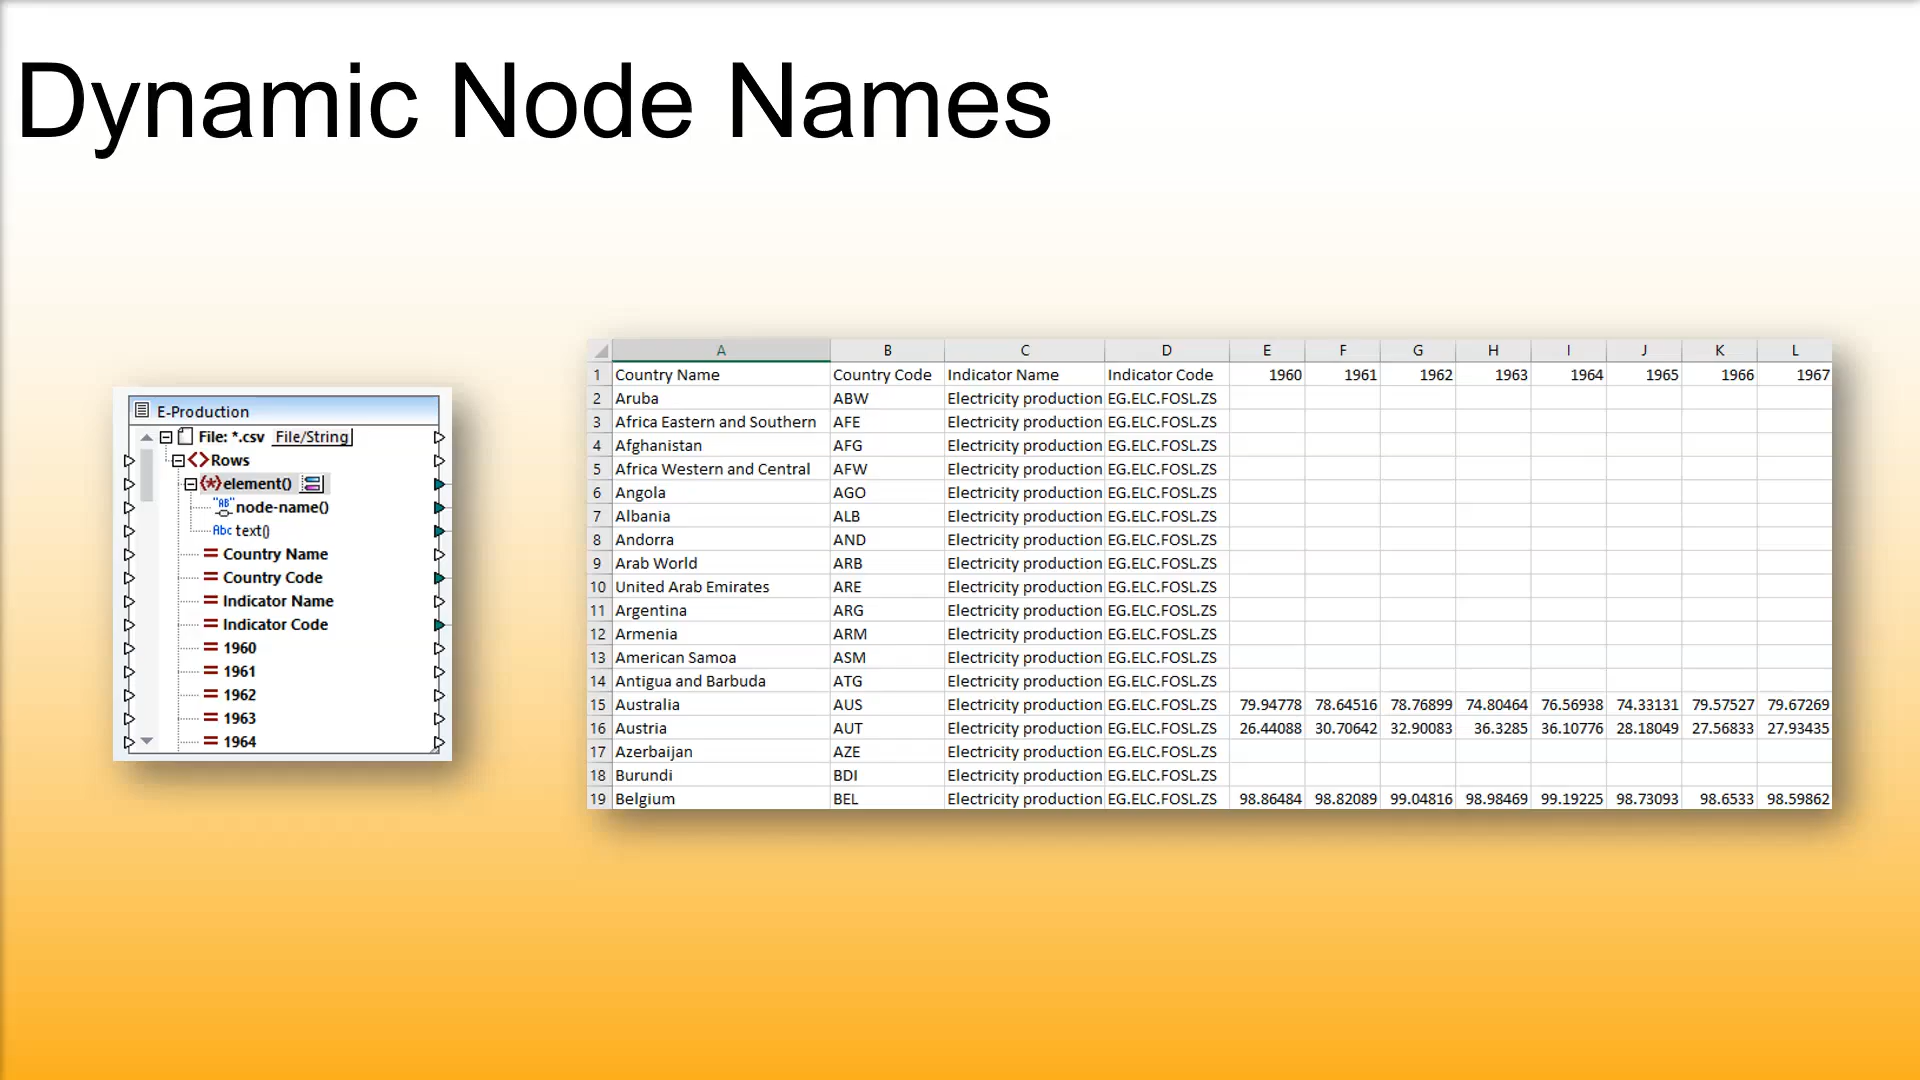 Dynamic Node Names
E-Production
File: *.csv File/String
Rows
{*} element()
"AB" node-name()
Abc text()
= Country Name
= Country Code
= Indicator Name
= Indicator Code
= 1960
= 1961
= 1962
= 1963
= 1964
A B C D E F G H I J K L
1 Country Name Country Code Indicator Name Indicator Code 1960 1961 1962 1963 1964 1965 1966 1967
2 Aruba ABW Electricity production EG.ELC.FOSL.ZS
3 Africa Eastern and Southern AFE Electricity production EG.ELC.FOSL.ZS
4 Afghanistan AFG Electricity production EG.ELC.FOSL.ZS
5 Africa Western and Central AFW Electricity production EG.ELC.FOSL.ZS
6 Angola AGO Electricity production EG.ELC.FOSL.ZS
7 Albania ALB Electricity production EG.ELC.FOSL.ZS
8 Andorra AND Electricity production EG.ELC.FOSL.ZS
9 Arab World ARB Electricity production EG.ELC.FOSL.ZS
10 United Arab Emirates ARE Electricity production EG.ELC.FOSL.ZS
11 Argentina ARG Electricity production EG.ELC.FOSL.ZS
12 Armenia ARM Electricity production EG.ELC.FOSL.ZS
13 American Samoa ASM Electricity production EG.ELC.FOSL.ZS
14 Antigua and Barbuda ATG Electricity production EG.ELC.FOSL.ZS
15 Australia AUS Electricity production EG.ELC.FOSL.ZS 79.94778 78.64516 78.76899 74.80464 76.56938 74.33131 79.57527 79.67269
16 Austria AUT Electricity production EG.ELC.FOSL.ZS 26.44088 30.70642 32.90083 36.3285 36.10776 28.18049 27.56833 27.93435
17 Azerbaijan AZE Electricity production EG.ELC.FOSL.ZS
18 Burundi BDI Electricity production EG.ELC.FOSL.ZS
19 Belgium BEL Electricity production EG.ELC.FOSL.ZS 98.86484 98.82089 99.04816 98.98469 99.19225 98.73093 98.6533 98.59862